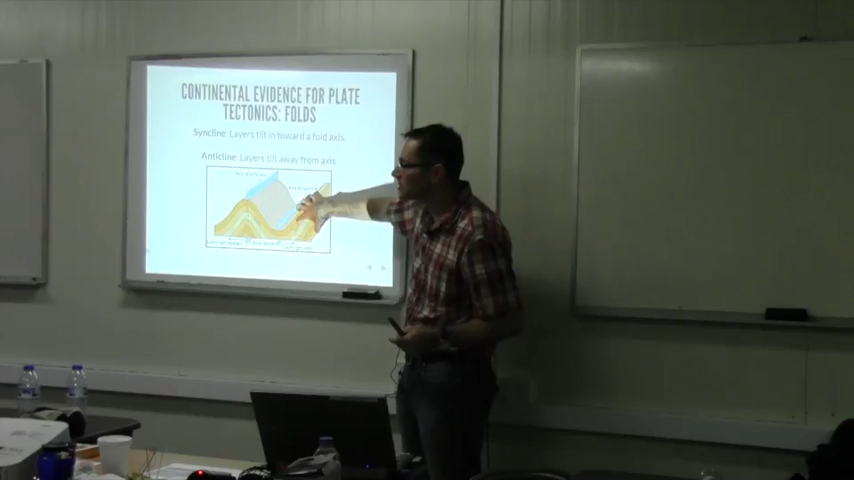 CONTINENTAL EVIDENCE FOR PLATE
TECTONICS: FOLDS
Syncline: Layers tilt in toward a fold axis.
Anticline: Layers tilt away from axis.